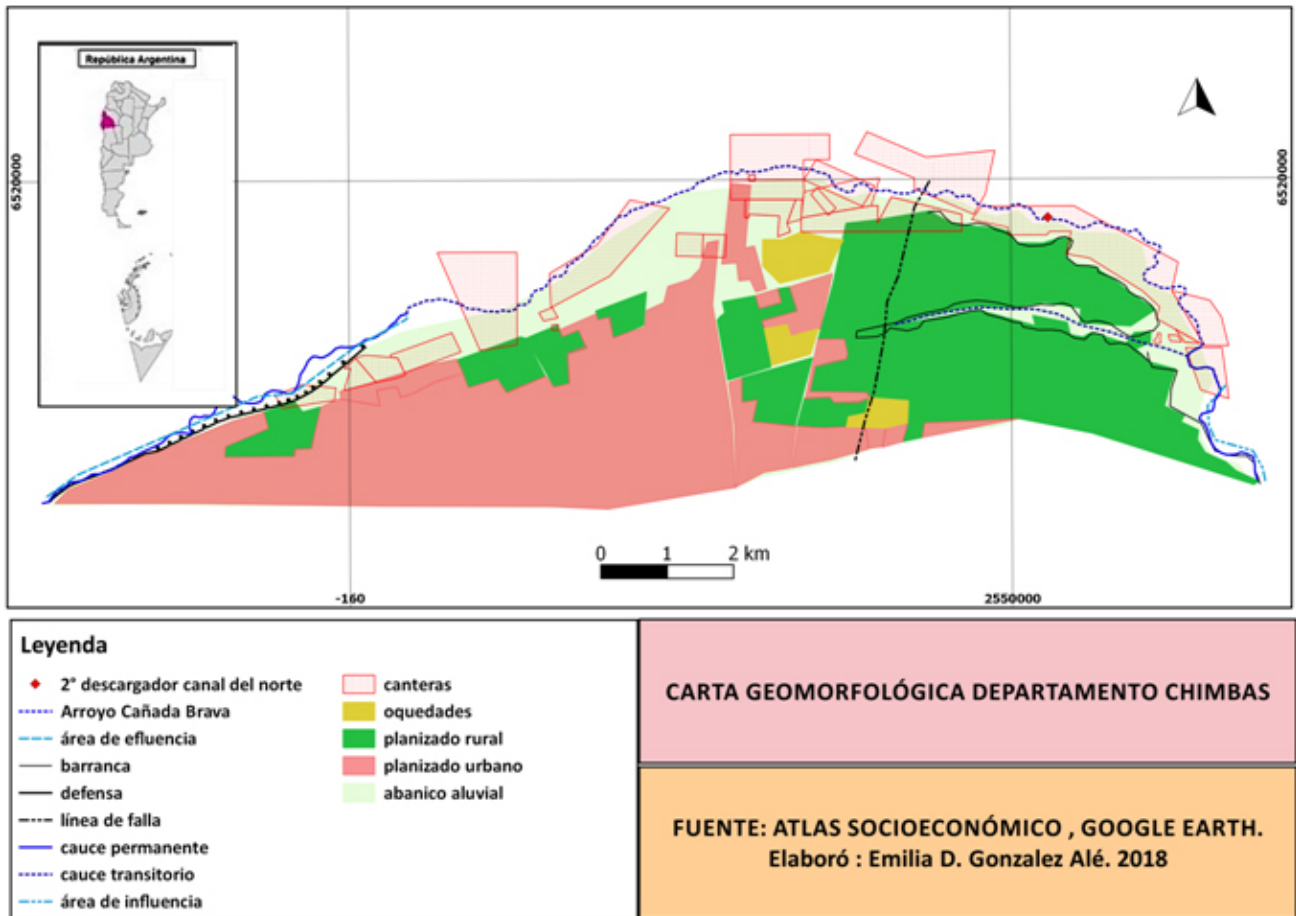 República Argentina
6520000
6520000
0 1 2 km
-160
2550000
Leyenda
2° descargador canal del norte
Arroyo Cañada Brava
área de efluencia
barranca
defensa
línea de falla
cauce permanente
cauce transitorio
área de influencia
canteras
oquedades
planizado rural
planizado urbano
abanico aluvial
CARTA GEOMORFOLÓGICA DEPARTAMENTO CHIMBAS
FUENTE: ATLAS SOCIOECONÓMICO , GOOGLE EARTH.
Elaboró : Emilia D. Gonzalez Alé. 2018